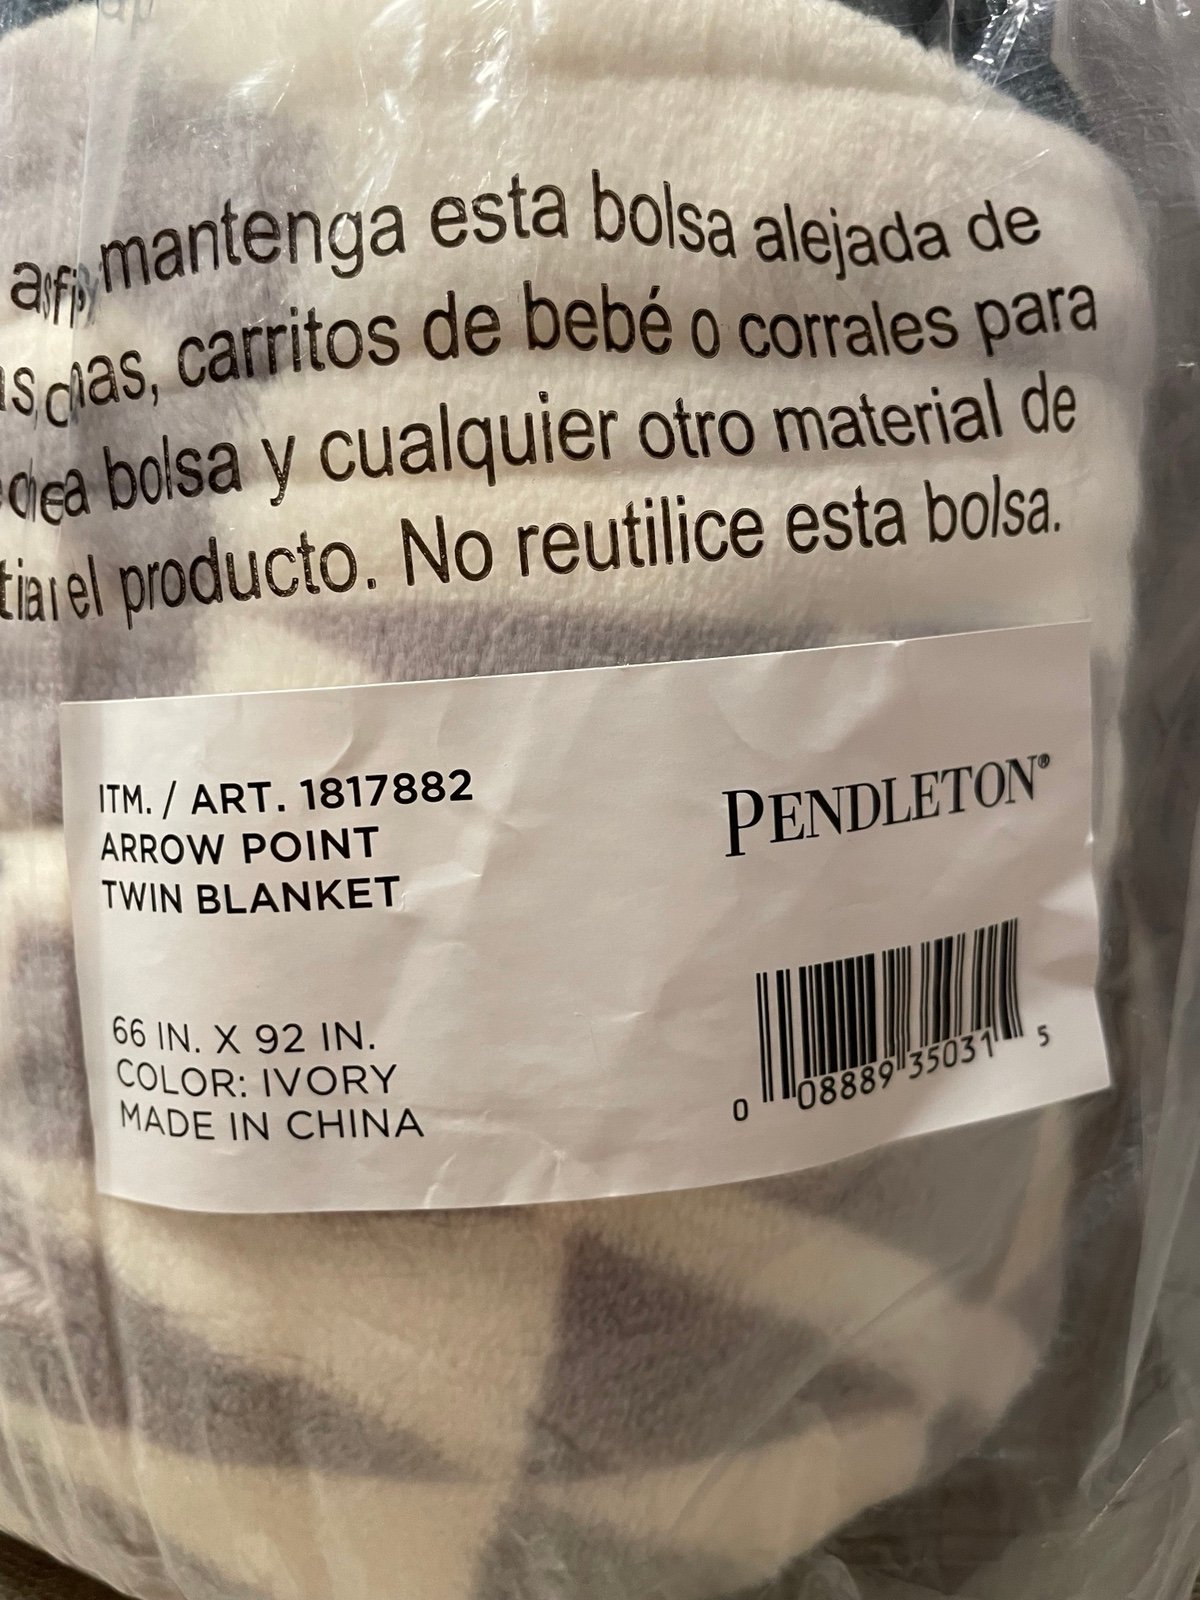 mantenga esta bolsa alejada de
carritos de bebé o corrales para
bolsa y cualquier otro material de
el producto. No reutilice esta bolsa.
ITM. / ART. 1817882
ARROW POINT
TWIN BLANKET
PENDLETON®
66 IN. X 92 IN.
COLOR: IVORY
MADE IN CHINA
0 08889 35031 5